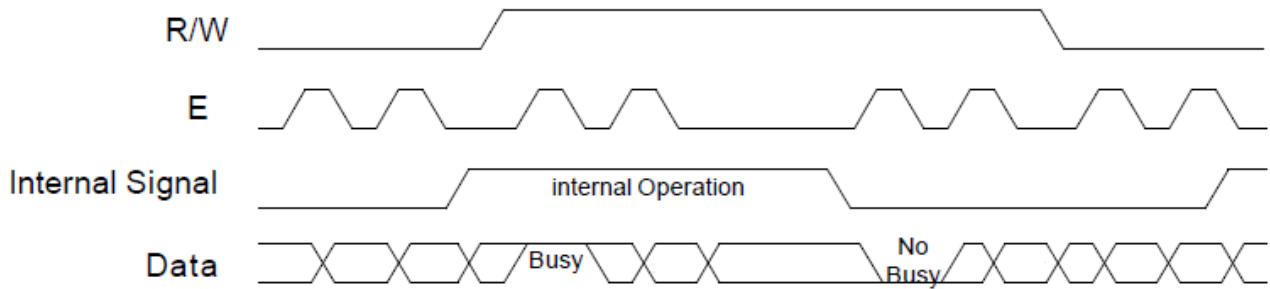 R/W
E
Internal Signal
internal Operation
Data
Busy
No
Busy